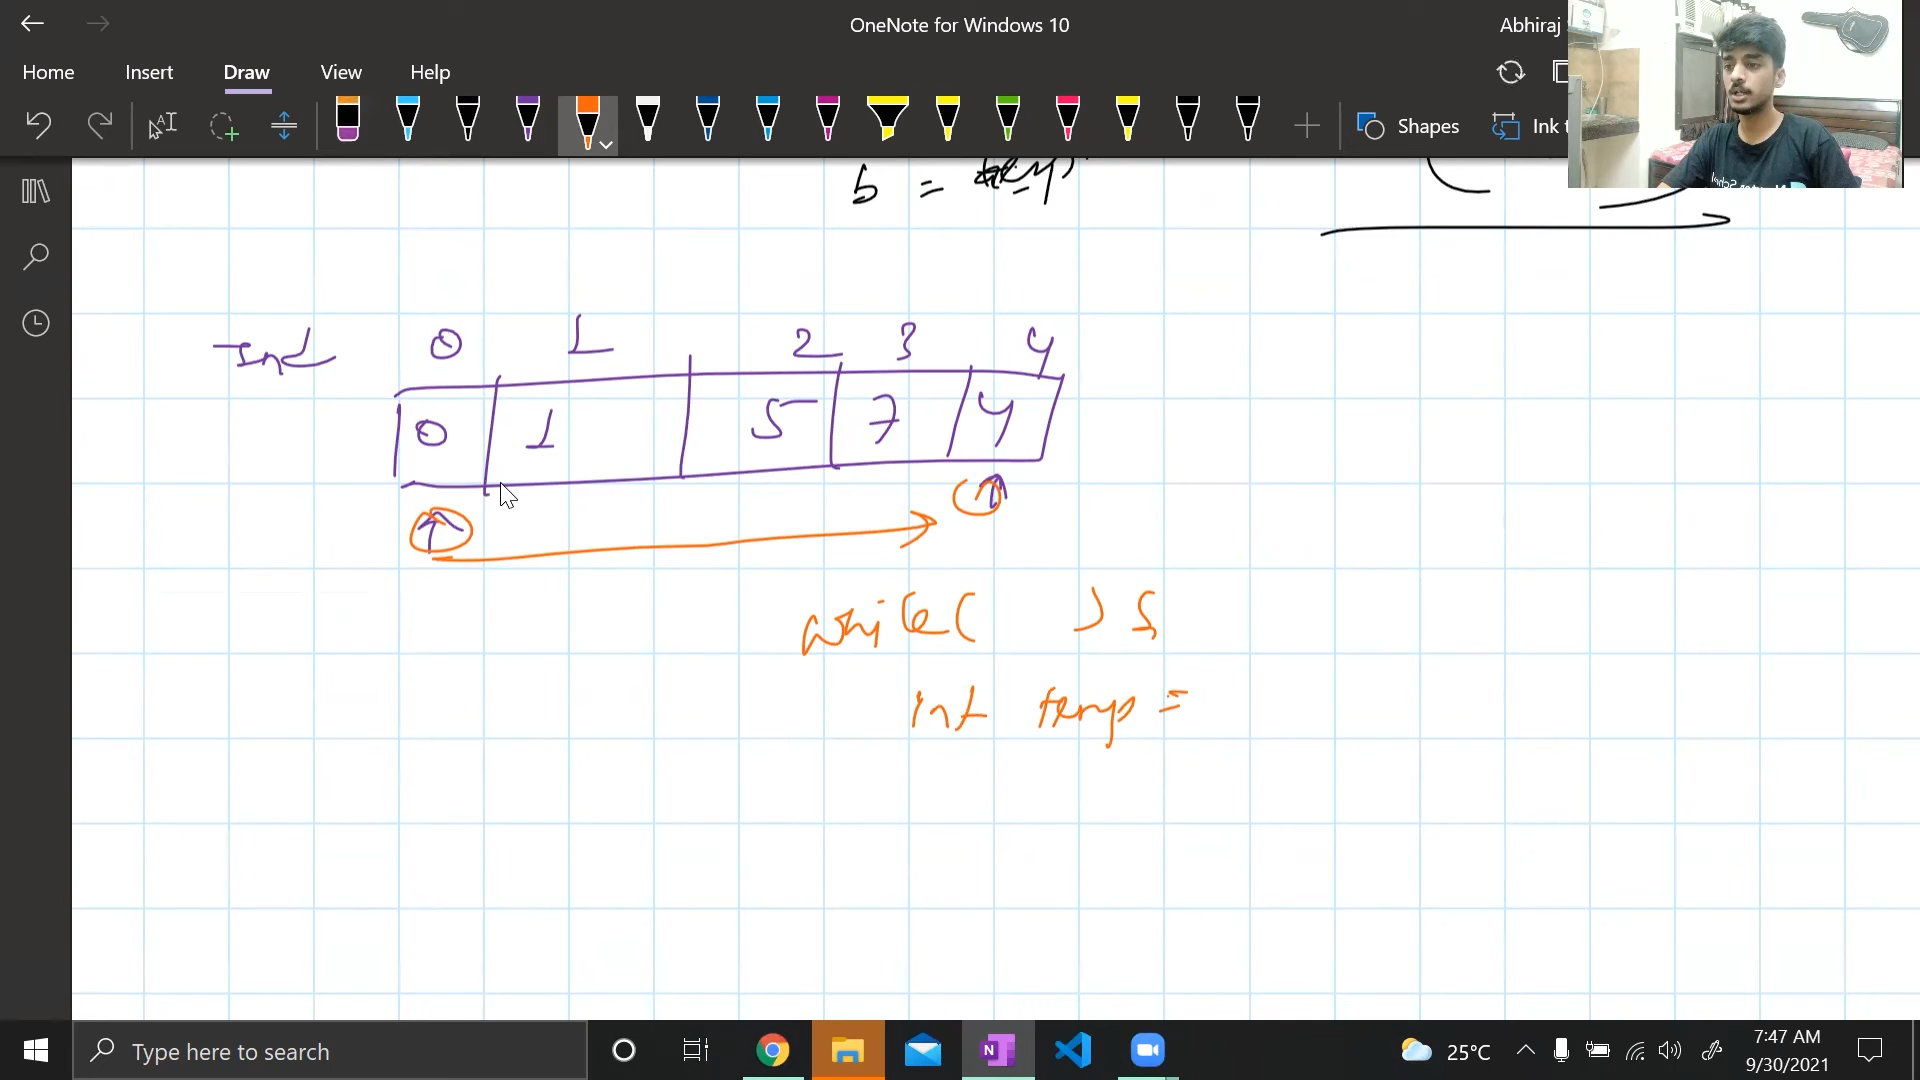 OneNote for Windows 10
Abhiraj
Home Insert Draw View Help
Shapes
Ink t
b = temp
Ind 0 1 2 3 4
0 1 5 7 4
while( ) {
int temp =
Type here to search
25°C
7:47 AM
9/30/2021